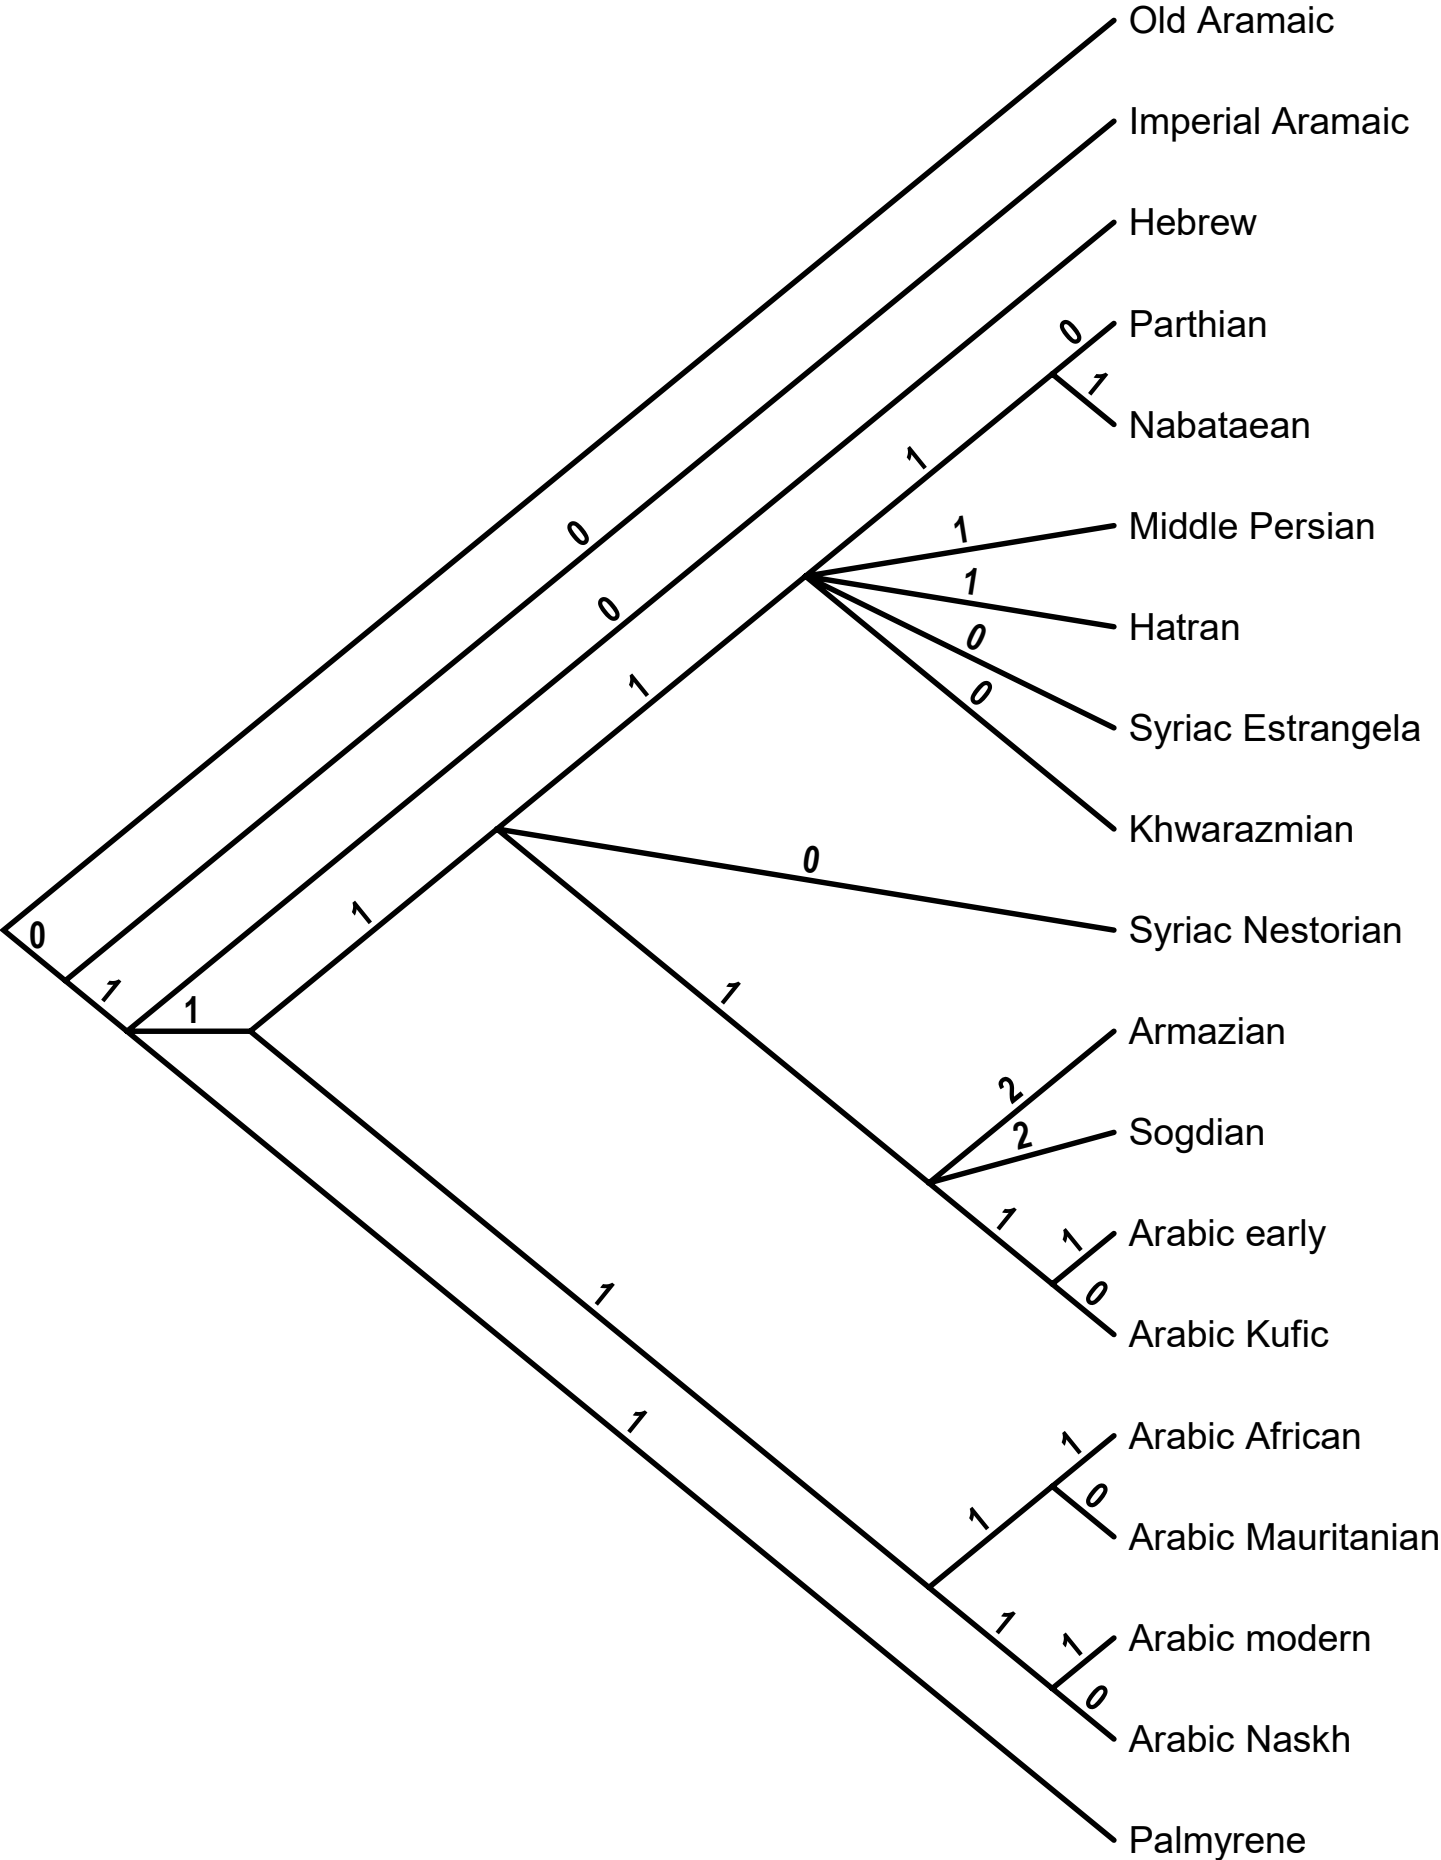 Old Aramaic
Imperial Aramaic
Hebrew
0 Parthian
1
Nabataean
1
0
1 Middle Persian
1
0
Hatran
0
1
0
Syriac Estrangela
Khwarazmian
0
1
0
Syriac Nestorian
1
1
1
Armazian
2
2 Sogdian
1
1 Arabic early
0
1
Arabic Kufic
1
1 Arabic African
0
1
Arabic Mauritanian
1
1 Arabic modern
0
Arabic Naskh
Palmyrene